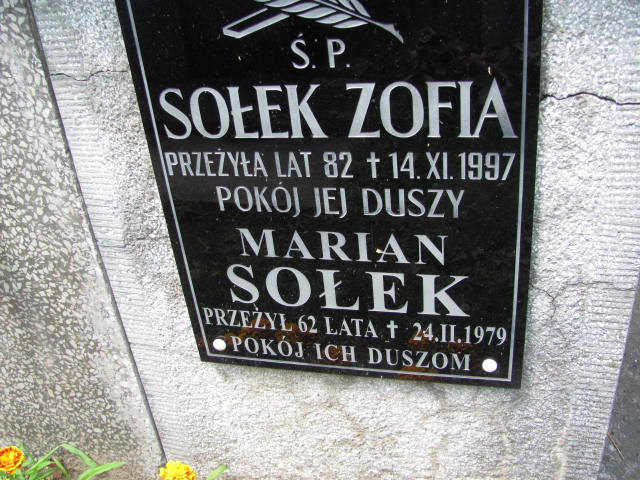 Ś. P.
SOŁEK ZOFIA
PRZEŻYŁA LAT 82 † 14. XI. 1997
POKÓJ JEJ DUSZY
MARIAN
SOŁEK
PRZEŻYŁ 62 LATA † 24.II.1979
POKÓJ ICH DUSZOM